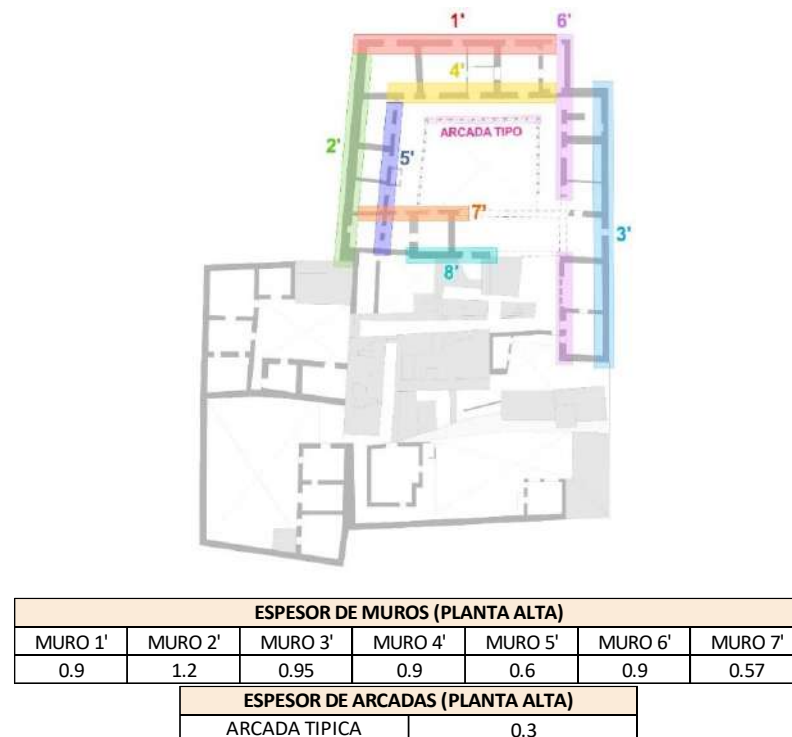 1' 6'
4'
ARCADA TIPO
2' 5'
7' 3'
8'
ESPESOR DE MUROS (PLANTA ALTA)
MURO 1' MURO 2' MURO 3' MURO 4' MURO 5' MURO 6' MURO 7'
0.9 1.2 0.95 0.9 0.6 0.9 0.57
ESPESOR DE ARCADAS (PLANTA ALTA)
ARCADA TIPICA 0.3